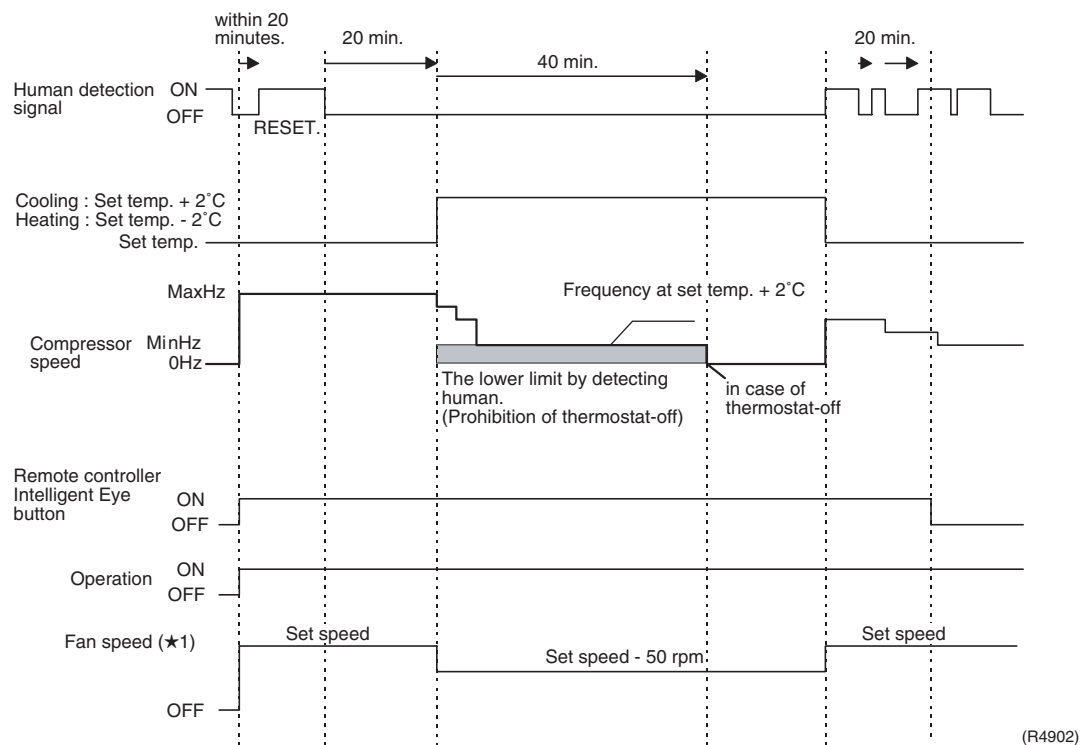 within 20
minutes.
20 min.
40 min.
20 min.
Human detection
signal
ON
OFF
RESET.
Cooling : Set temp. + 2˚C
Heating : Set temp. - 2˚C
Set temp.
MaxHz
Frequency at set temp. + 2˚C
Compressor
speed
MinHz
0Hz
The lower limit by detecting
human.
(Prohibition of thermostat-off)
in case of
thermostat-off
Remote controller
Intelligent Eye
button
ON
OFF
Operation
ON
OFF
Fan speed (★1)
Set speed
Set speed - 50 rpm
Set speed
OFF
(R4902)